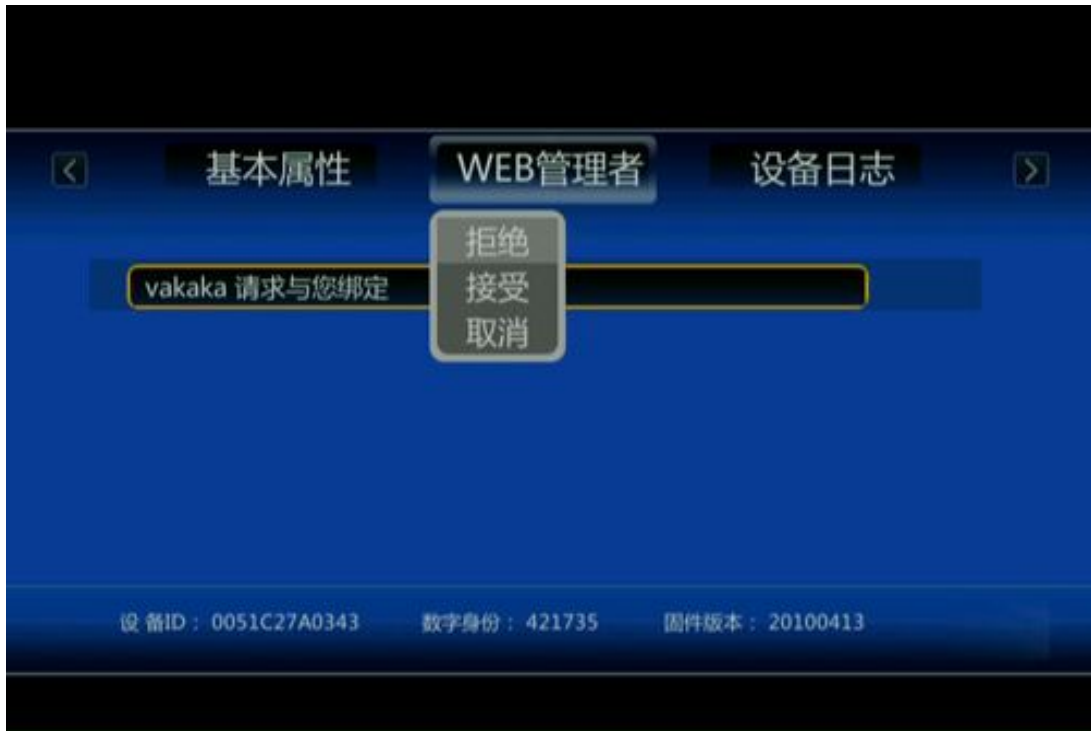 基本属性 WEB管理者 设备日志
拒绝
vakaka 请求与您绑定
接受
取消
设备ID： 0051C27A0343 数字身份： 421735 固件版本： 20100413